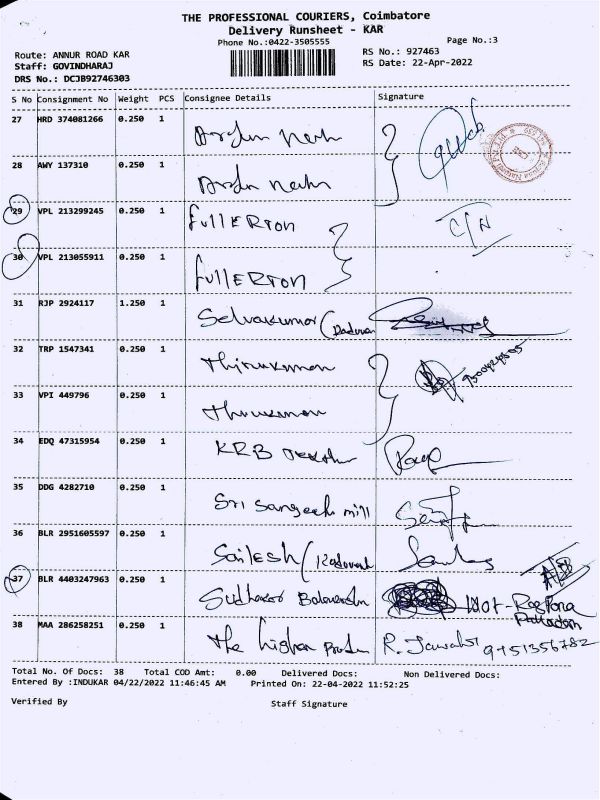 THE PROFESSIONAL COURIERS, Coimbatore
Delivery Runsheet - KAR
Phone No.:0422-3505555
Page No.:3
Route: ANNUR ROAD KAR
Staff: GOVINDHARAJ
DRS No.: DCJB92746303
RS No.: 927463
RS Date: 22-Apr-2022
S No Consignment No Weight PCS Consignee Details Signature
27 HRD 374081266 0.250 1
28 AWY 137310 0.250 1
29 VPL 213299245 0.250 1 FullERTON C/N
30 VPL 213055911 0.250 1 FullERTON
31 RJP 2924117 1.250 1 Selvakumar
32 TRP 1547341 0.250 1 Thirukumaran
33 VPI 449796 0.250 1 Thirukumaran
34 EDQ 47315954 0.250 1 KRB
35 DDG 4282710 0.250 1 Sri Sangeeth mill
36 BLR 2951605597 0.250 1 Sailesh
37 BLR 4403247963 0.250 1 Sudhakar
38 MAA 286258251 0.250 1 The Higher R. Jawahar 9751356782
Total No. Of Docs: 38 Total COD Amt: 0.00 Delivered Docs: Non Delivered Docs:
Entered By :INDUKAR 04/22/2022 11:46:45 AM Printed On: 22-04-2022 11:52:25
Verified By Staff Signature